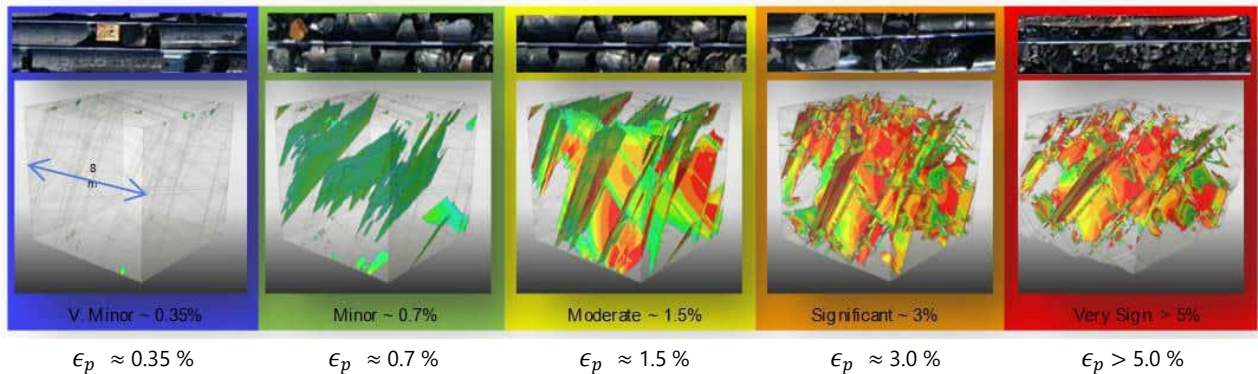 8
m
V. Minor ~ 0.35%
Minor ~ 0.7%
Moderate ~ 1.5%
Significant ~ 3%
Very Sign. > 5%
ϵp ≈ 0.35 %
ϵp ≈ 0.7 %
ϵp ≈ 1.5 %
ϵp ≈ 3.0 %
ϵp > 5.0 %